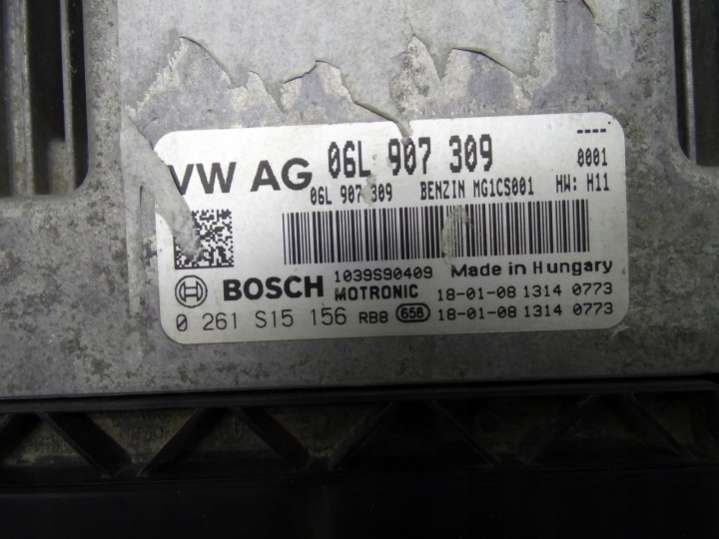 ----
VW AG 06L 907 309 0001
06L 907 309 BENZIN MG1CS001 HW: H11
1039S90409 Made in Hungary
BOSCH MOTRONIC 18-01-08 1314 0773
0 261 S15 156 RB8 656 18-01-08 1314 0773